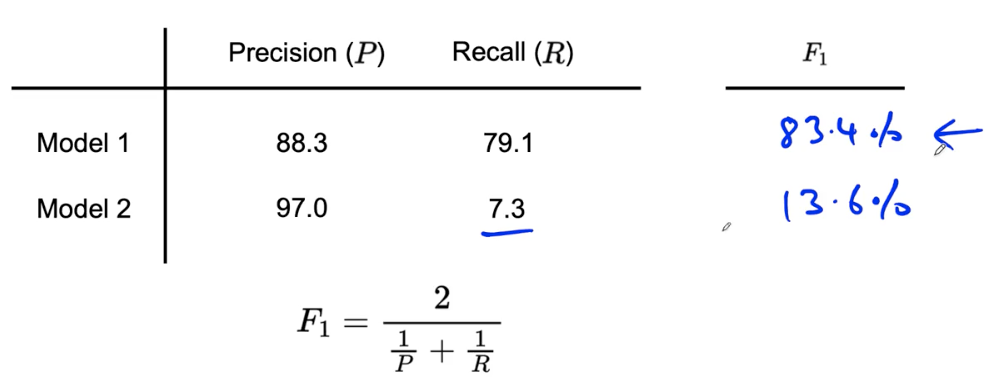 Precision (P) Recall (R) F₁
Model 1 88.3 79.1 83.4%
Model 2 97.0 7.3 13.6%
F₁ = 2 / (1/P + 1/R)